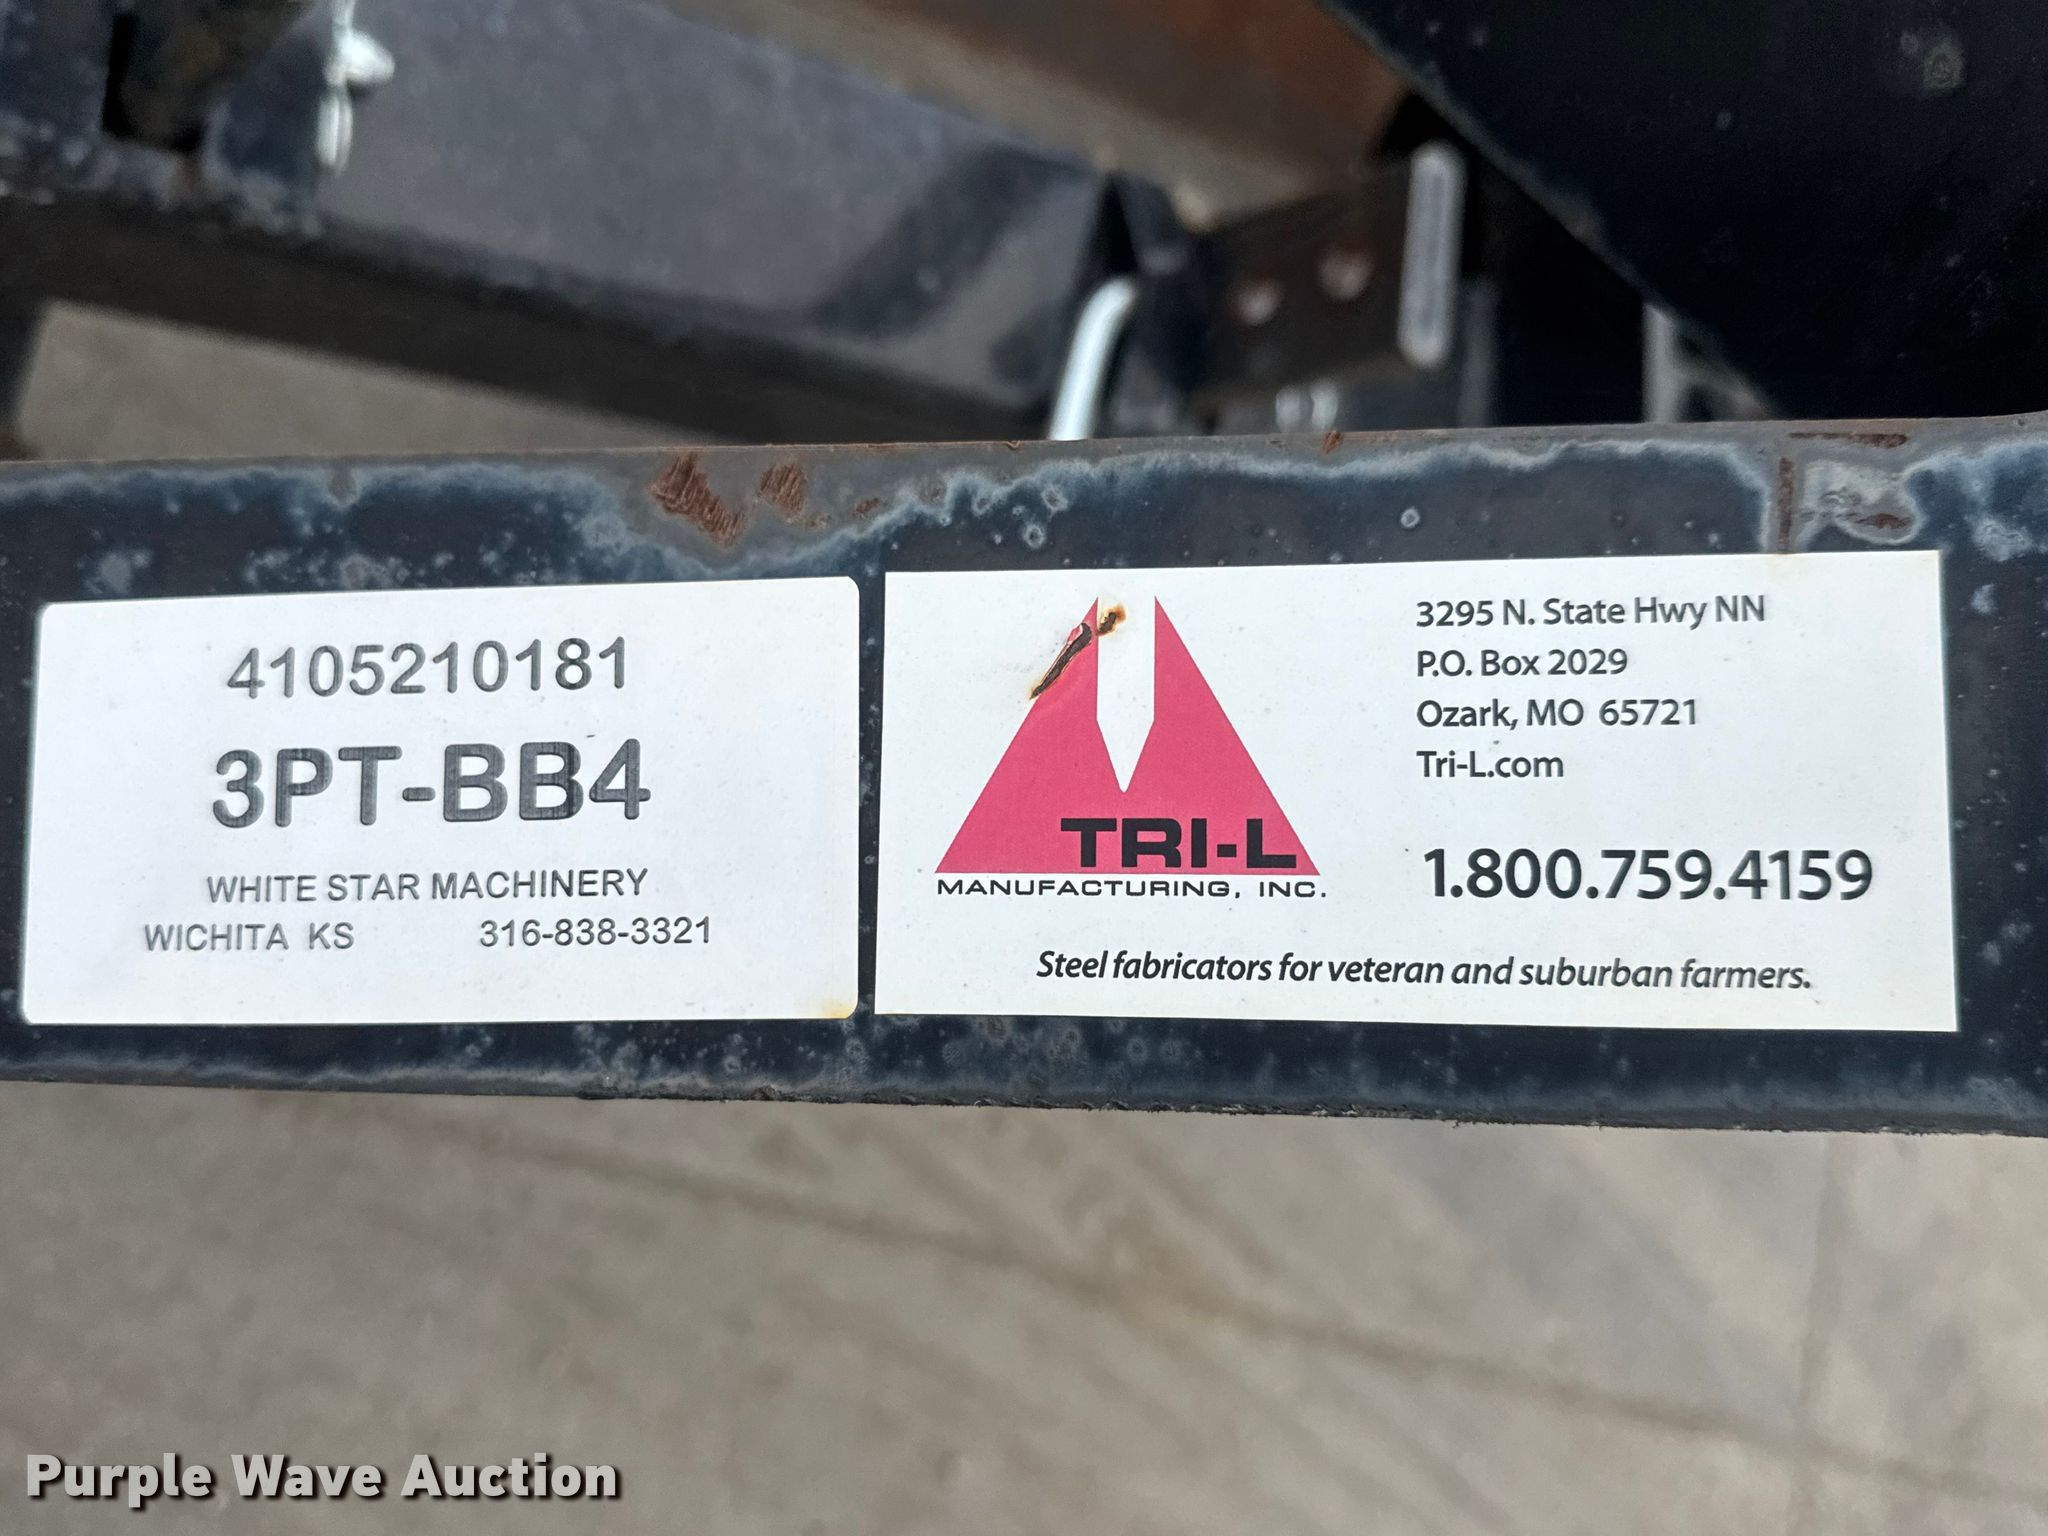 4105210181
3PT-BB4
WHITE STAR MACHINERY
WICHITA KS 316-838-3321
TRI-L
MANUFACTURING, INC.
3295 N. State Hwy NN
P.O. Box 2029
Ozark, MO 65721
Tri-L.com
1.800.759.4159
Steel fabricators for veteran and suburban farmers.
Purple Wave Auction